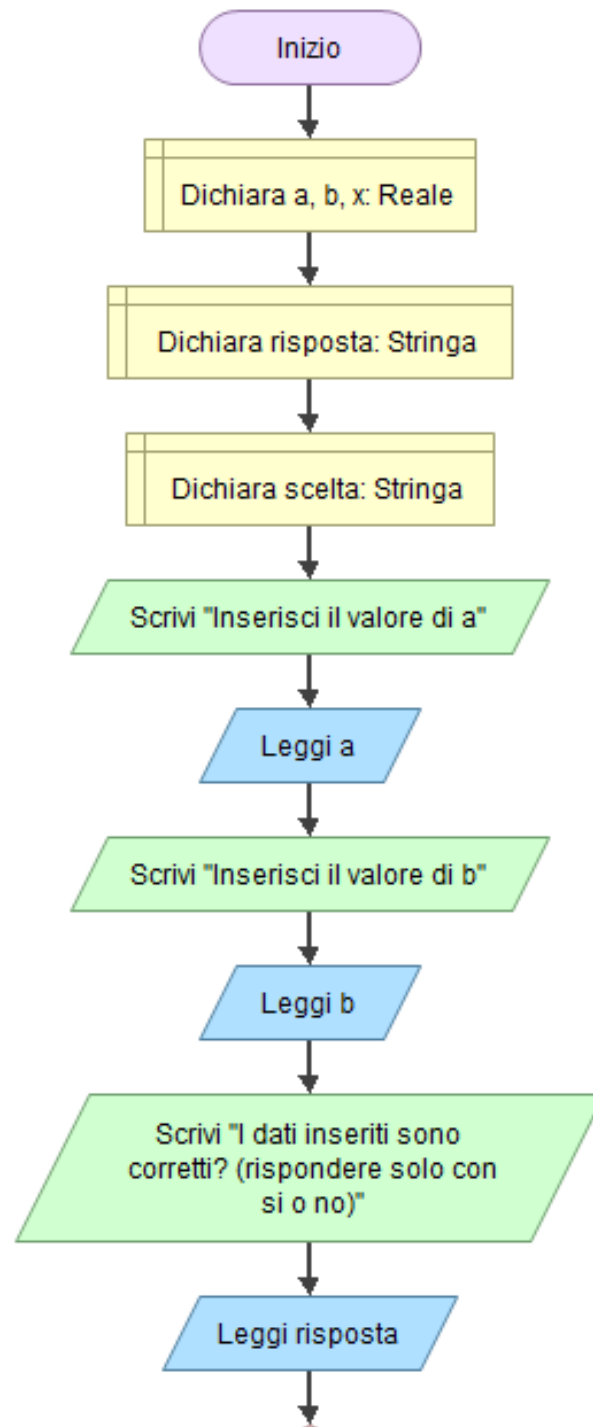 Inizio
Dichiara a, b, x: Reale
Dichiara risposta: Stringa
Dichiara scelta: Stringa
Scrivi "Inserisci il valore di a"
Leggi a
Scrivi "Inserisci il valore di b"
Leggi b
Scrivi "I dati inseriti sono
corretti? (rispondere solo con
si o no)"
Leggi risposta